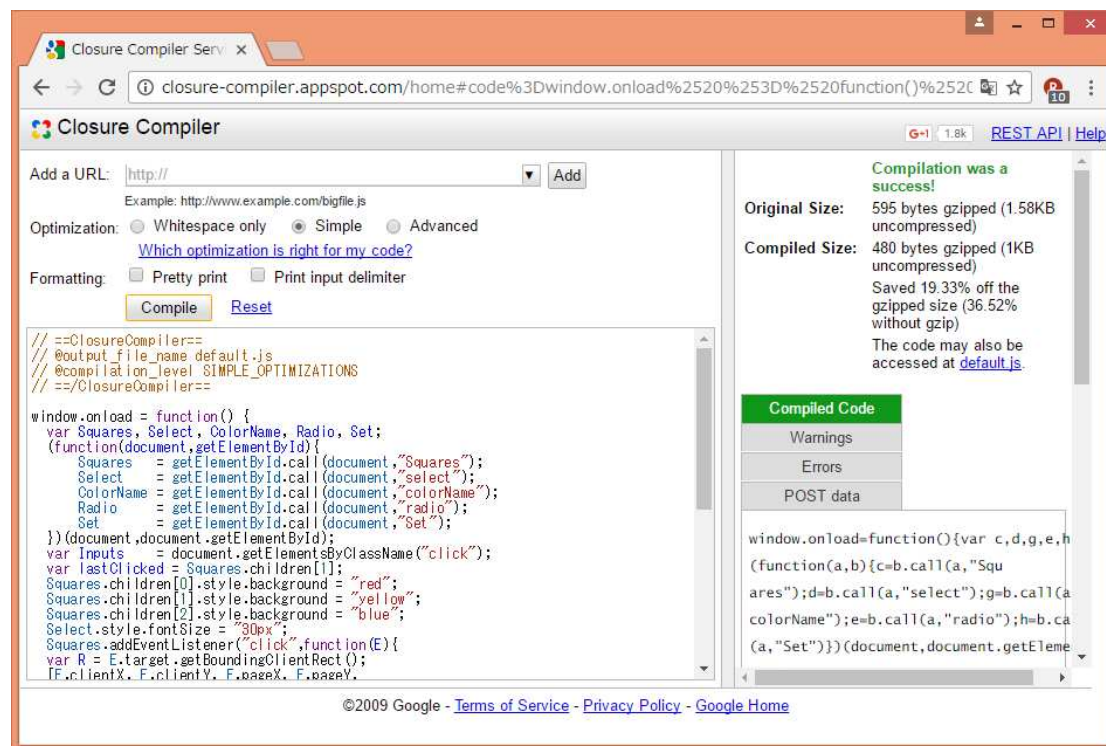 Closure Compiler Serv
closure-compiler.appspot.com/home#code%3Dwindow.onload%2520%253D%2520function()%2520
10
Closure Compiler
G+1 1.8k REST API | Help
Add a URL: http:// Add
Example: http://www.example.com/bigfile.js
Optimization: Whitespace only Simple Advanced
Which optimization is right for my code?
Formatting: Pretty print Print input delimiter
Compile Reset
// ==ClosureCompiler==
// @output_file_name default.js
// @compilation_level SIMPLE_OPTIMIZATIONS
// ==/ClosureCompiler==
window.onload = function() {
var Squares, Select, ColorName, Radio, Set;
(function(document,getElementById){
Squares = getElementById.call(document,"Squares");
Select = getElementById.call(document,"select");
ColorName = getElementById.call(document,"colorName");
Radio = getElementById.call(document,"radio");
Set = getElementById.call(document,"Set");
})(document,document.getElementById);
var Inputs = document.getElementsByClassName("click");
var lastClicked = Squares.children[1];
Squares.children[0].style.background = "red";
Squares.children[1].style.background = "yellow";
Squares.children[2].style.background = "blue";
Select.style.fontSize = "30px";
Squares.addEventListener("click",function(E){
var R = E.target.getBoundingClientRect();
[E.clientX, E.clientY, E.pageX, E.pageY,
Compilation was a
success!
Original Size: 595 bytes gzipped (1.58KB
uncompressed)
Compiled Size: 480 bytes gzipped (1KB
uncompressed)
Saved 19.33% off the
gzipped size (36.52%
without gzip)
The code may also be
accessed at default.js.
Compiled Code
Warnings
Errors
POST data
window.onload=function(){var c,d,g,e,h
(function(a,b){c=b.call(a,"Squ
ares");d=b.call(a,"select");g=b.call(a
colorName");e=b.call(a,"radio");h=b.ca
(a,"Set")})(document,document.getEleme
©2009 Google - Terms of Service - Privacy Policy - Google Home